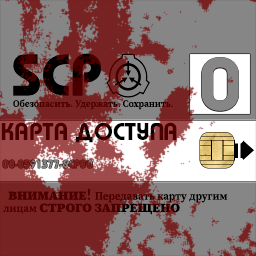 SCP
0
Обезопасить. Удержать. Сохранить.
КАРТА ДОСТУПА
ВНИМАНИЕ! Передавать карту другим
лицам СТРОГО ЗАПРЕЩЕНО